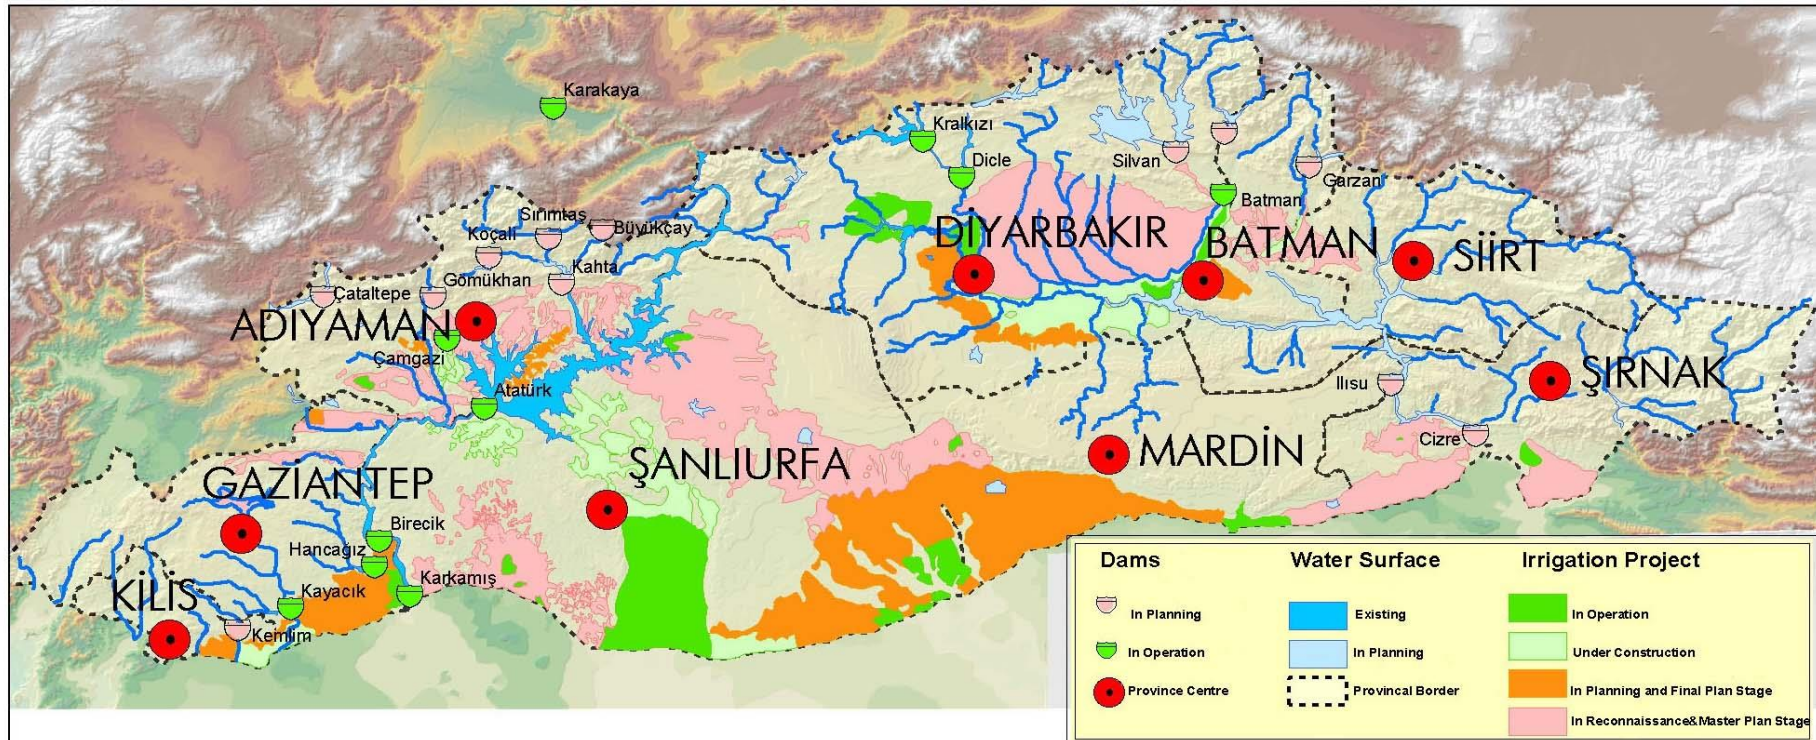 Karakaya
Kralkızı
Dicle
Silvan
Garzan
Batman
Sırımtaş
Büyükçay
Koçali
Kahta
Gömükhan
Çataltepe
DİYARBAKIR
BATMAN
SİİRT
ADIYAMAN
Çamgazi
Atatürk
Ilısu
ŞIRNAK
Cizre
MARDİN
ŞANLIURFA
GAZİANTEP
Birecik
Hancağız
Karkamış
Kayacık
KİLİS
Kemlim
Dams
In Planning
In Operation
Province Centre
Water Surface
Existing
In Planning
Provincal Border
Irrigation Project
In Operation
Under Construction
In Planning and Final Plan Stage
In Reconnaissance&Master Plan Stage